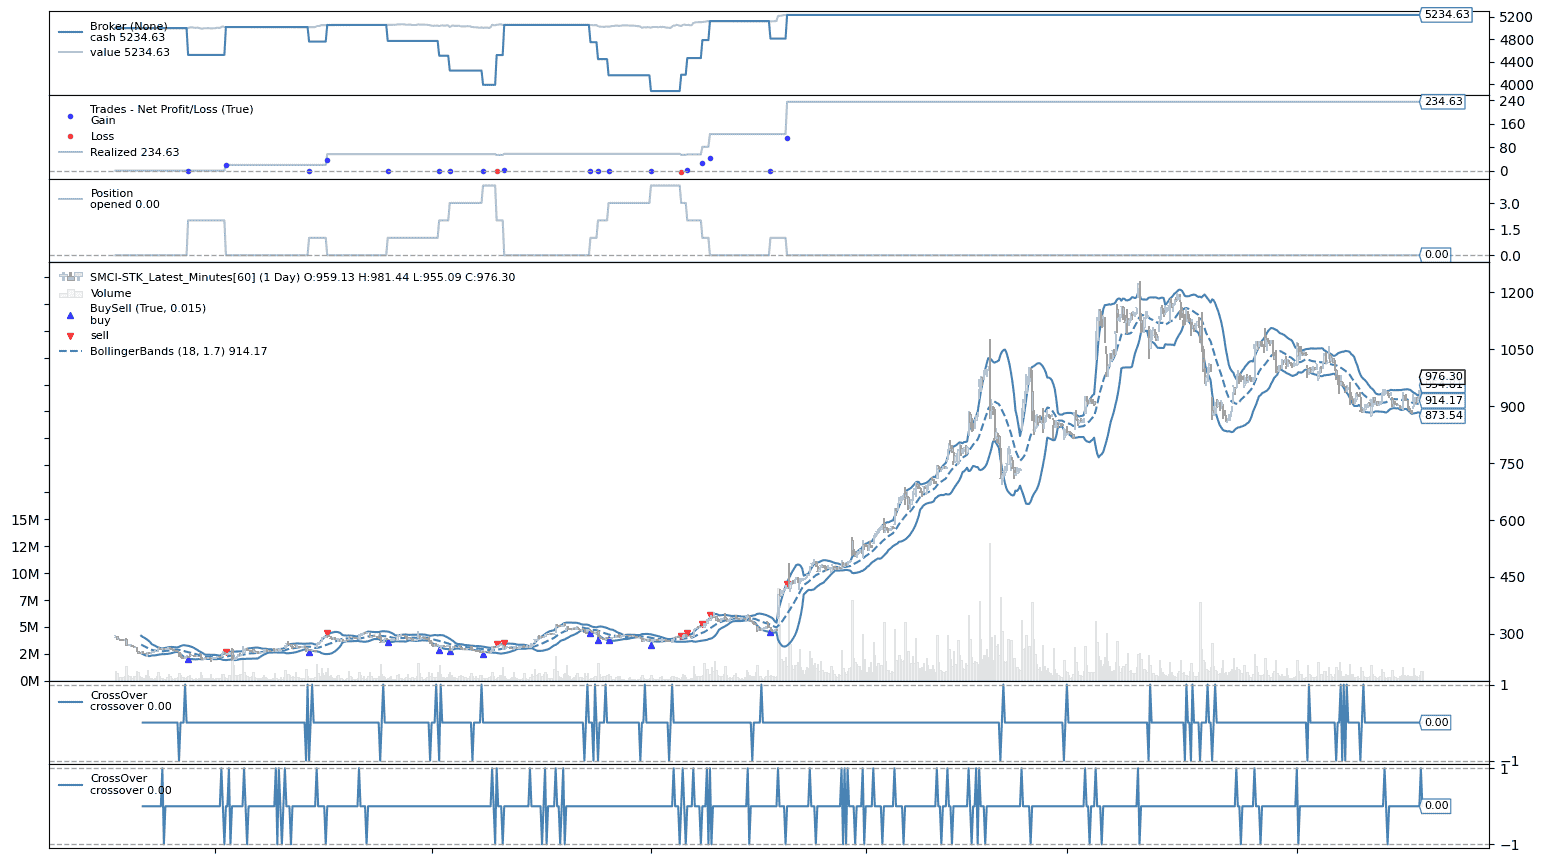 Broker (None)
cash 5234.63
value 5234.63
5234.63
5200
4800
4400
4000
Trades - Net Profit/Loss (True)
Gain
Loss
Realized 234.63
234.63
240
160
80
0
Position
opened 0.00
3.0
1.5
0.00
0.0
SMCI-STK_Latest_Minutes[60] (1 Day) O:959.13 H:981.44 L:955.09 C:976.30
Volume
BuySell (True, 0.015)
buy
sell
BollingerBands (18, 1.7) 914.17
1200
1050
976.30
914.17
900
873.54
750
600
450
300
15M
12M
10M
7M
5M
2M
0M
CrossOver
crossover 0.00
1
0.00
−1
CrossOver
crossover 0.00
1
0.00
−1